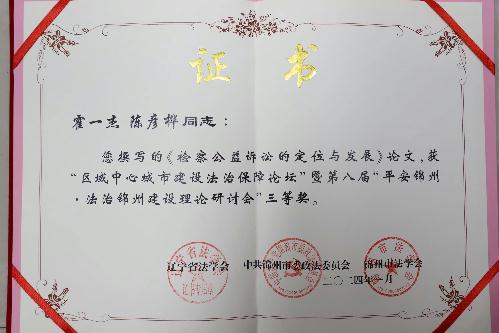 证书
霍一杰 陈彦桦同志：
您撰写的《检察公益诉讼的定位与发展》论文，获
“区域中心城市建设法治保障论坛”暨第八届“平安锦州
·法治锦州建设理论研讨会”三等奖。
辽宁省法学会 中共锦州市委政法委员会 锦州市法学会
二〇二四年一月